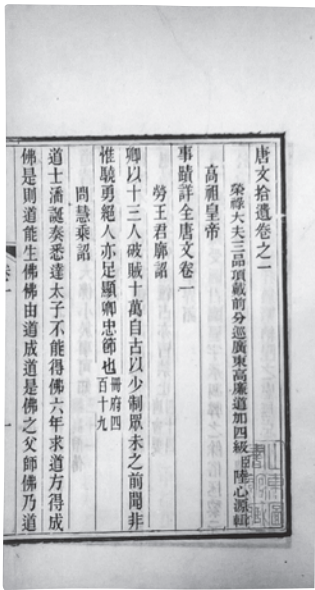 唐文拾遺卷之一
榮祿大夫三品頂戴前分巡廣東高廉道加四級臣陸心源輯
高祖皇帝
事蹟詳全唐文卷一
勞王君廓詔
卿以十三人破賊十萬自古以少制眾未之前聞非
惟驍勇絕人亦足顯卿忠節也冊府四百十九
問慧乘詔
道士潘誕奏悉達太子不能得佛六年求道方得成
佛是則道能生佛佛由道成道是佛之父師佛乃道